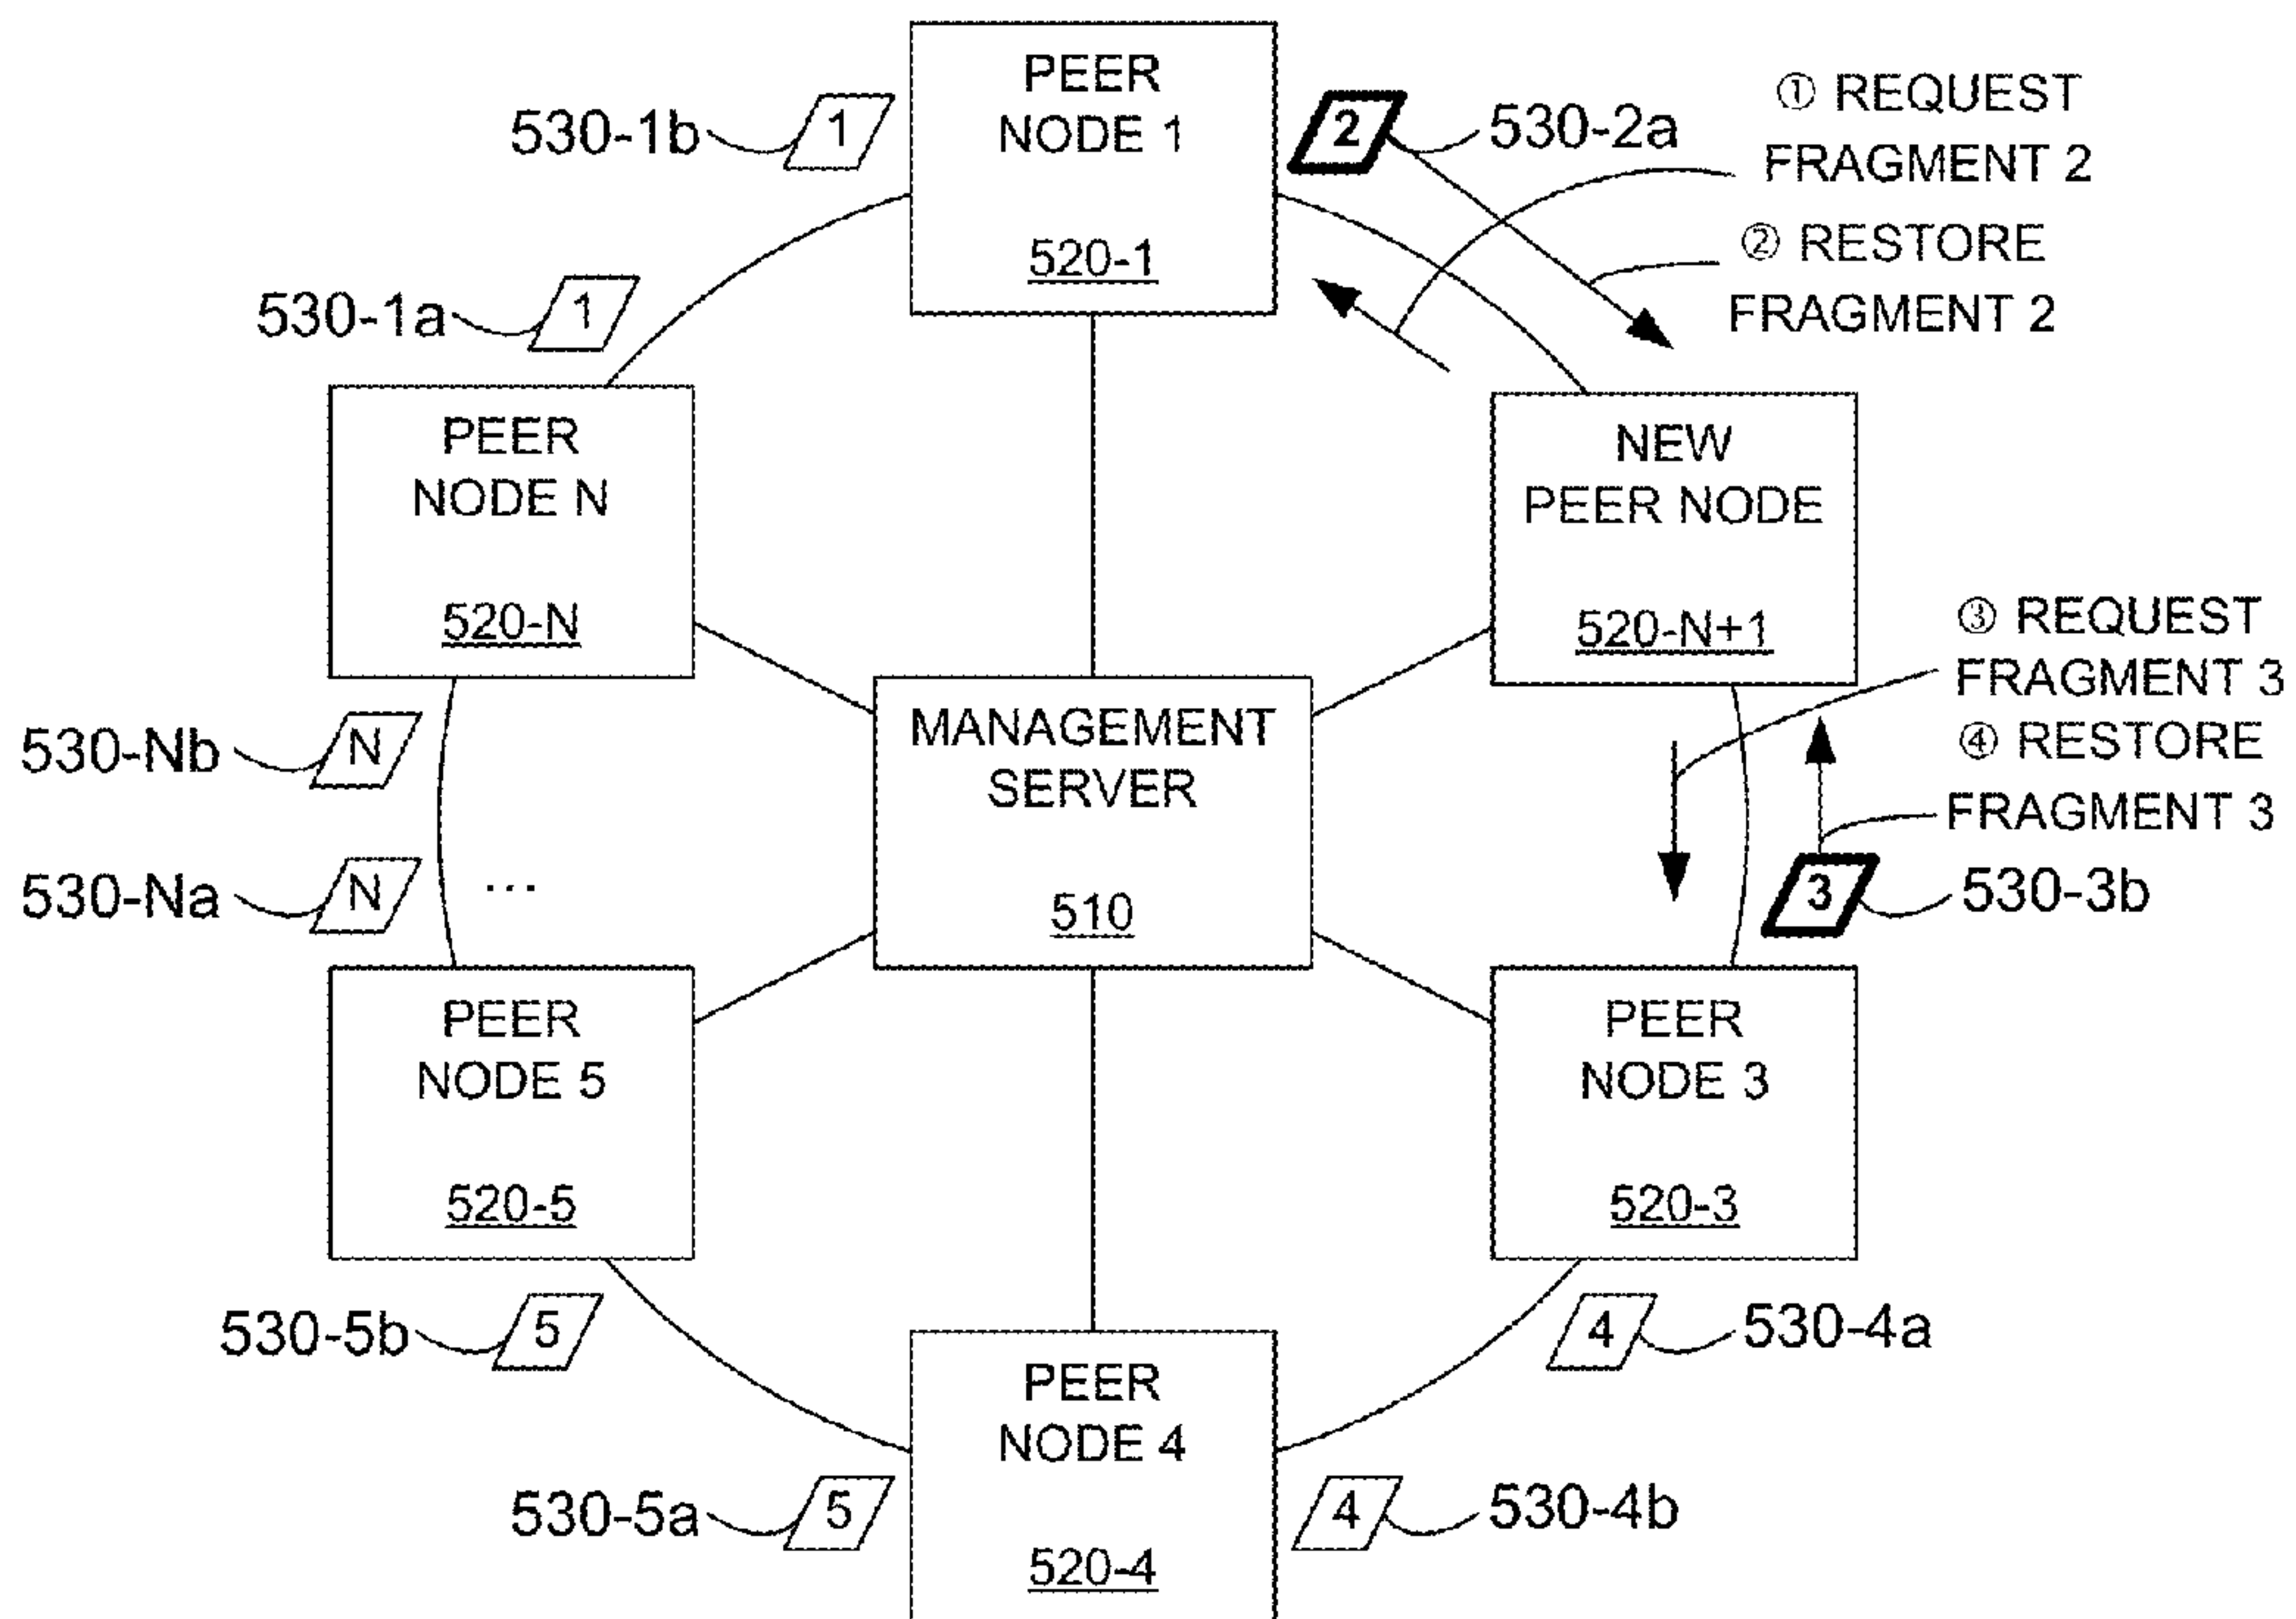 PEER
NODE 1
520-1
530-1b
1
2
530-2a
① REQUEST
FRAGMENT 2
② RESTORE
FRAGMENT 2
530-1a
1
PEER
NODE N
520-N
NEW
PEER NODE
520-N+1
③ REQUEST
FRAGMENT 3
④ RESTORE
FRAGMENT 3
530-Nb
N
MANAGEMENT
SERVER
510
530-Na
N
...
3
530-3b
PEER
NODE 5
520-5
PEER
NODE 3
520-3
530-5b
5
4
530-4a
PEER
NODE 4
520-4
530-5a
5
4
530-4b